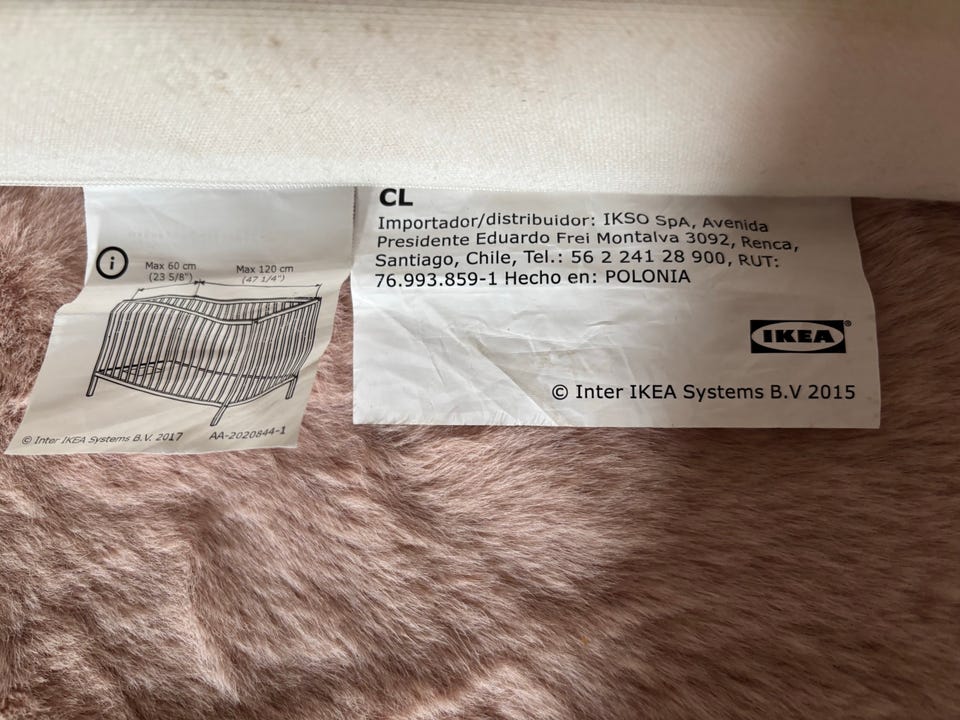 i
Max 60 cm
(23 5/8")
Max 120 cm
(47 1/4")
© Inter IKEA Systems B.V. 2017
AA-2020844-1
CL
Importador/distribuidor: IKSO SpA, Avenida
Presidente Eduardo Frei Montalva 3092, Renca,
Santiago, Chile, Tel.: 56 2 241 28 900, RUT:
76.993.859-1 Hecho en: POLONIA
IKEA®
© Inter IKEA Systems B.V 2015